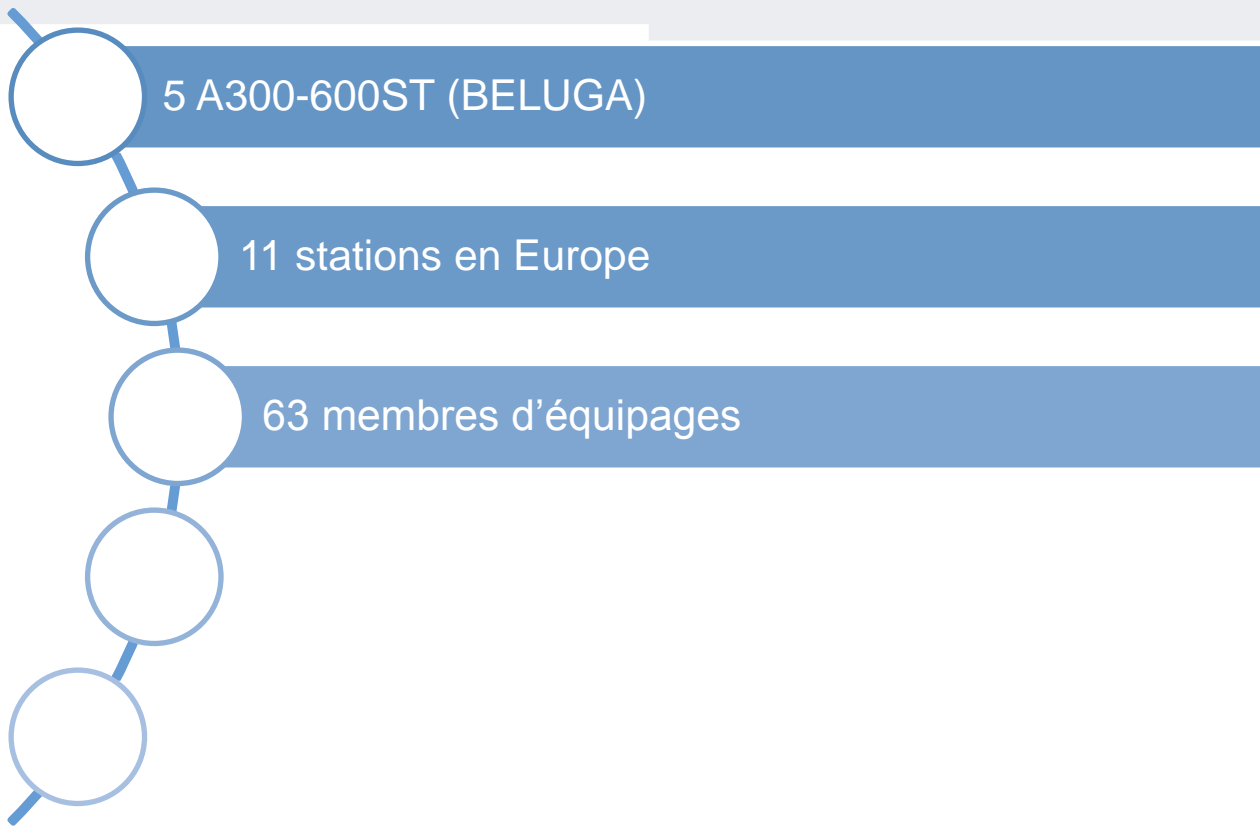 5 A300-600ST (BELUGA)
11 stations en Europe
63 membres d’équipages